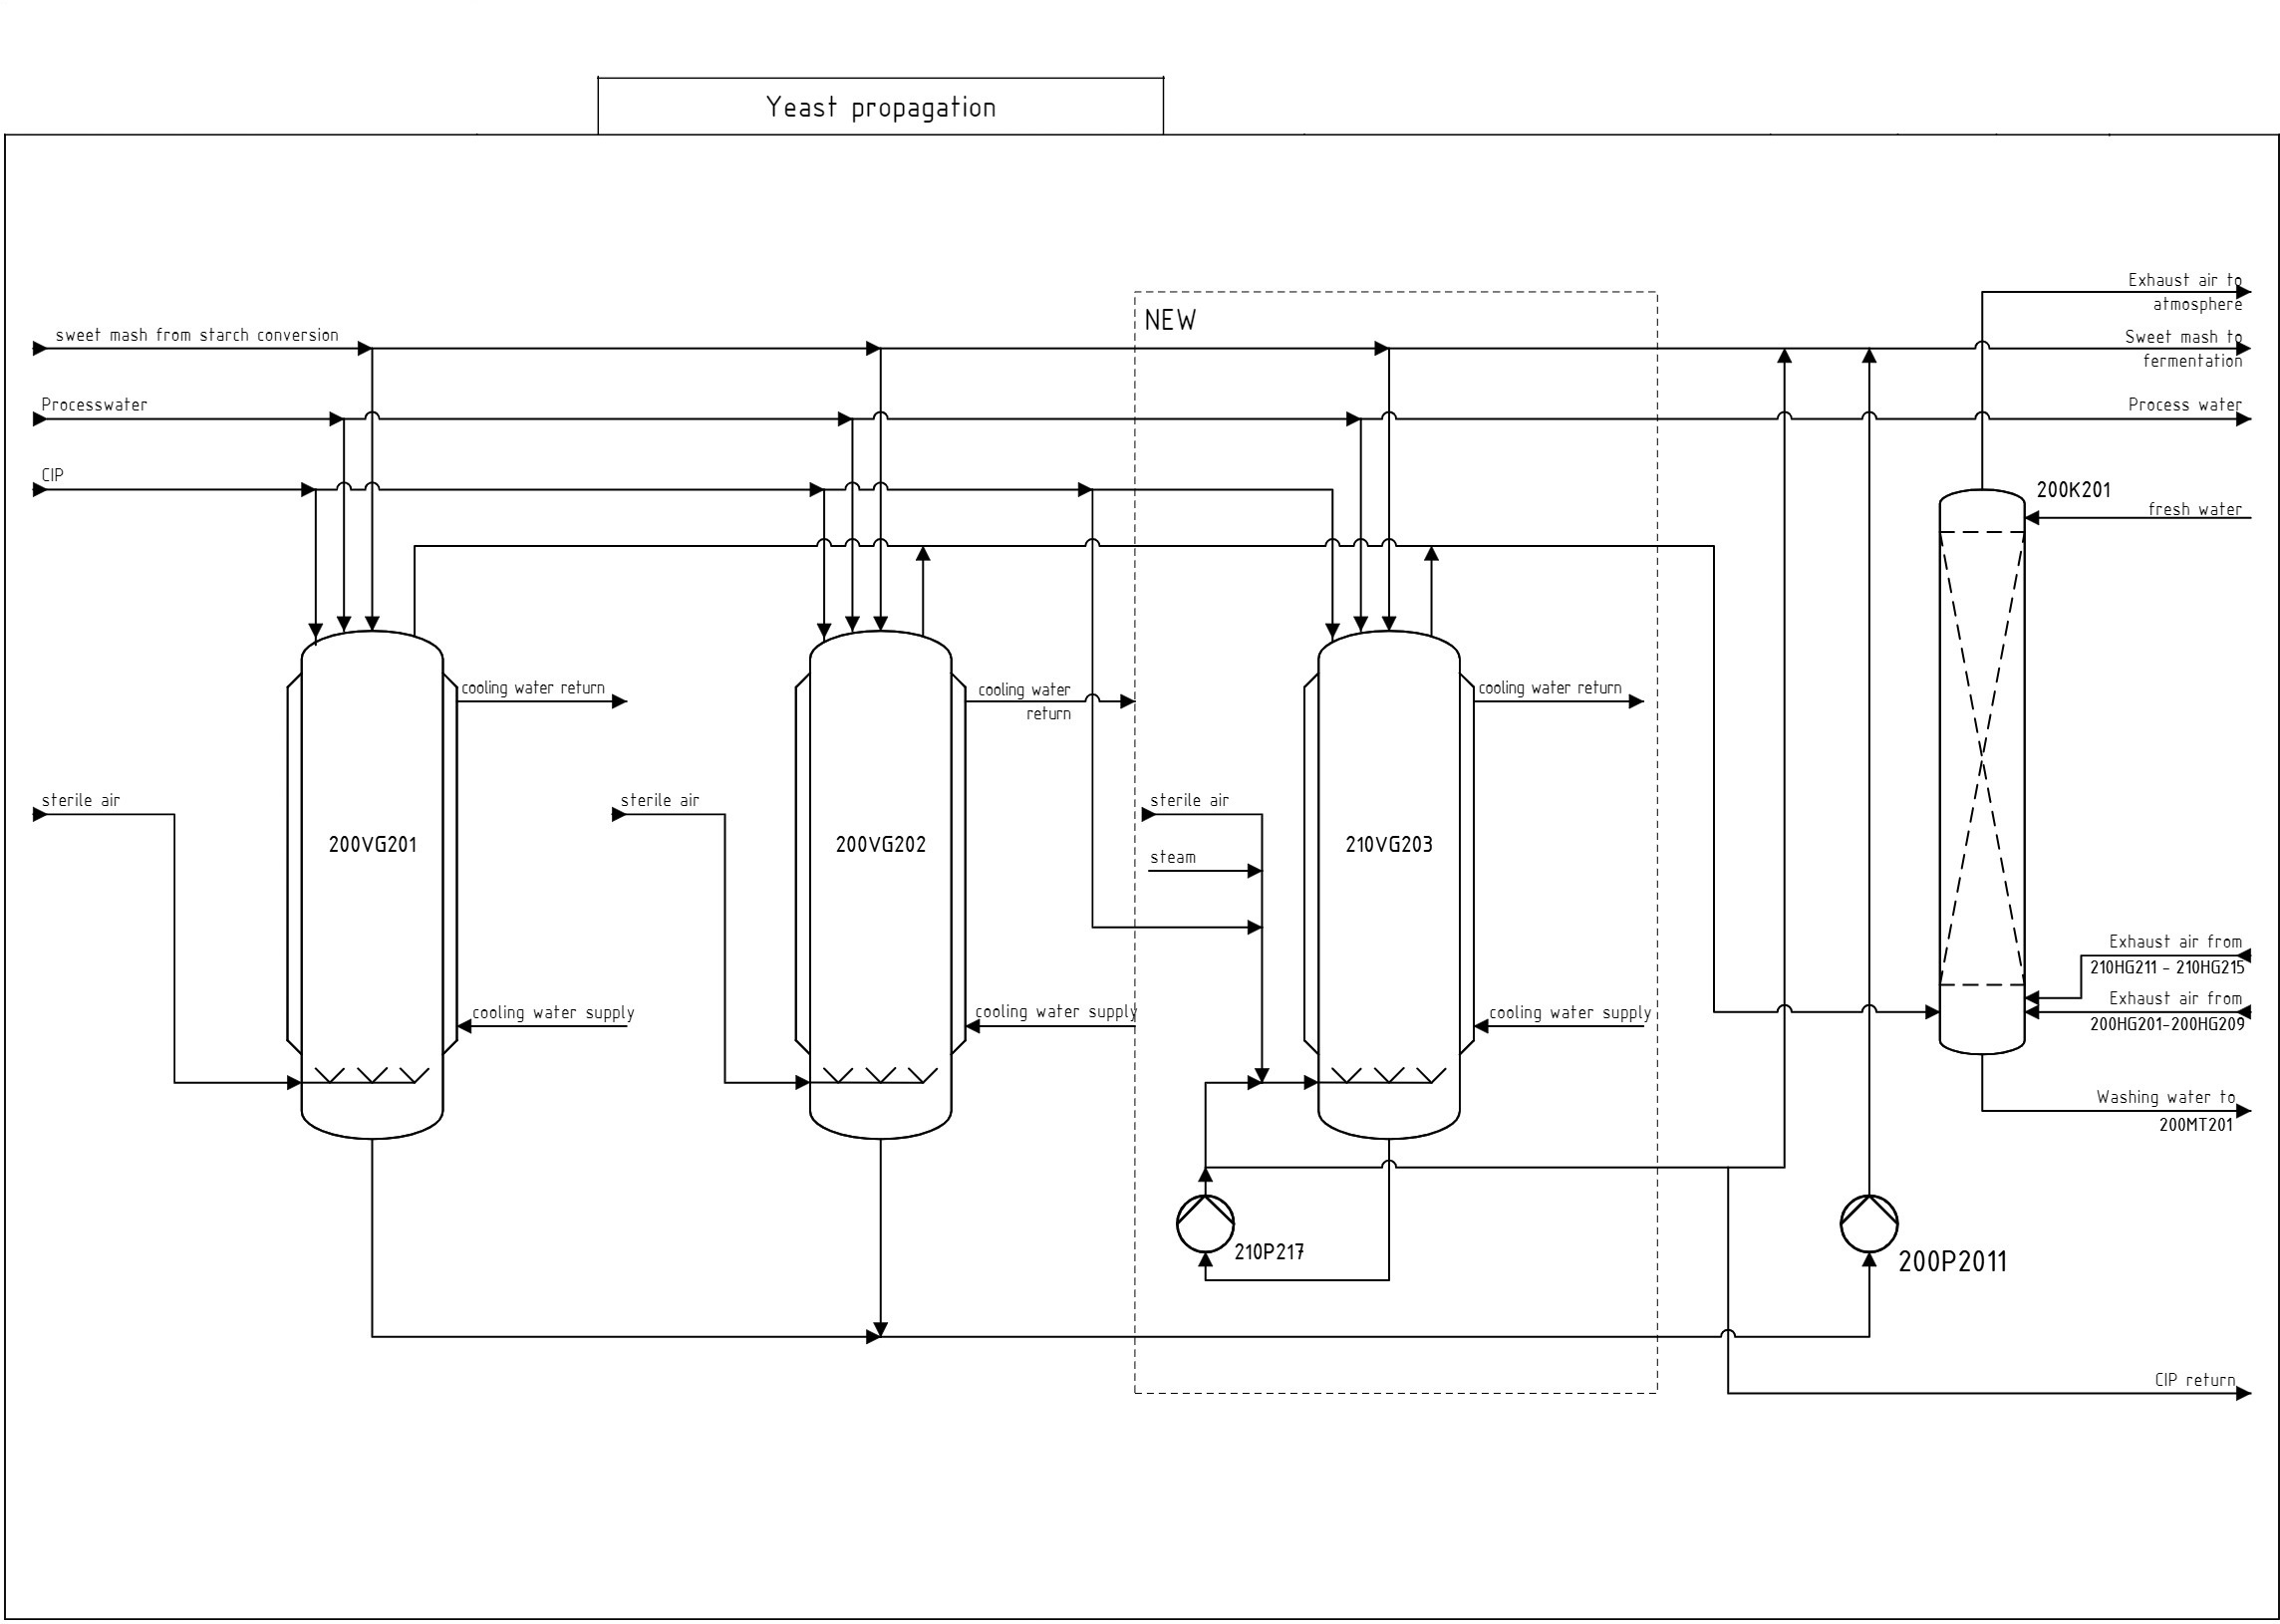 Yeast propagation
Exhaust air to
atmosphere
NEW
sweet mash from starch conversion
Sweet mash to
fermentation
Processwater
Process water
CIP
200K201
fresh water
cooling water return
cooling water
return
cooling water return
sterile air
sterile air
sterile air
200VG201
200VG202
210VG203
steam
Exhaust air from
210HG211 - 210HG215
Exhaust air from
200HG201-200HG209
cooling water supply
cooling water supply
cooling water supply
Washing water to
200MT201
210P217
200P2011
CIP return